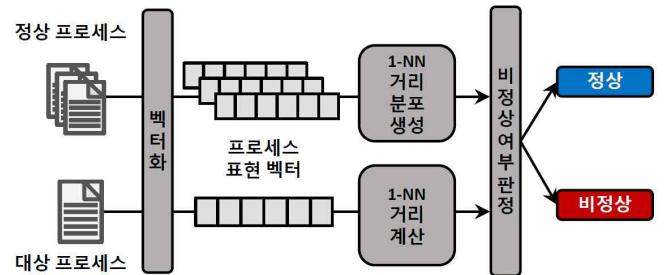 정상 프로세스
벡터화
프로세스
표현 벡터
1-NN
거리
분포
생성
비정상여부판정
정상
비정상
1-NN
거리
계산
대상 프로세스